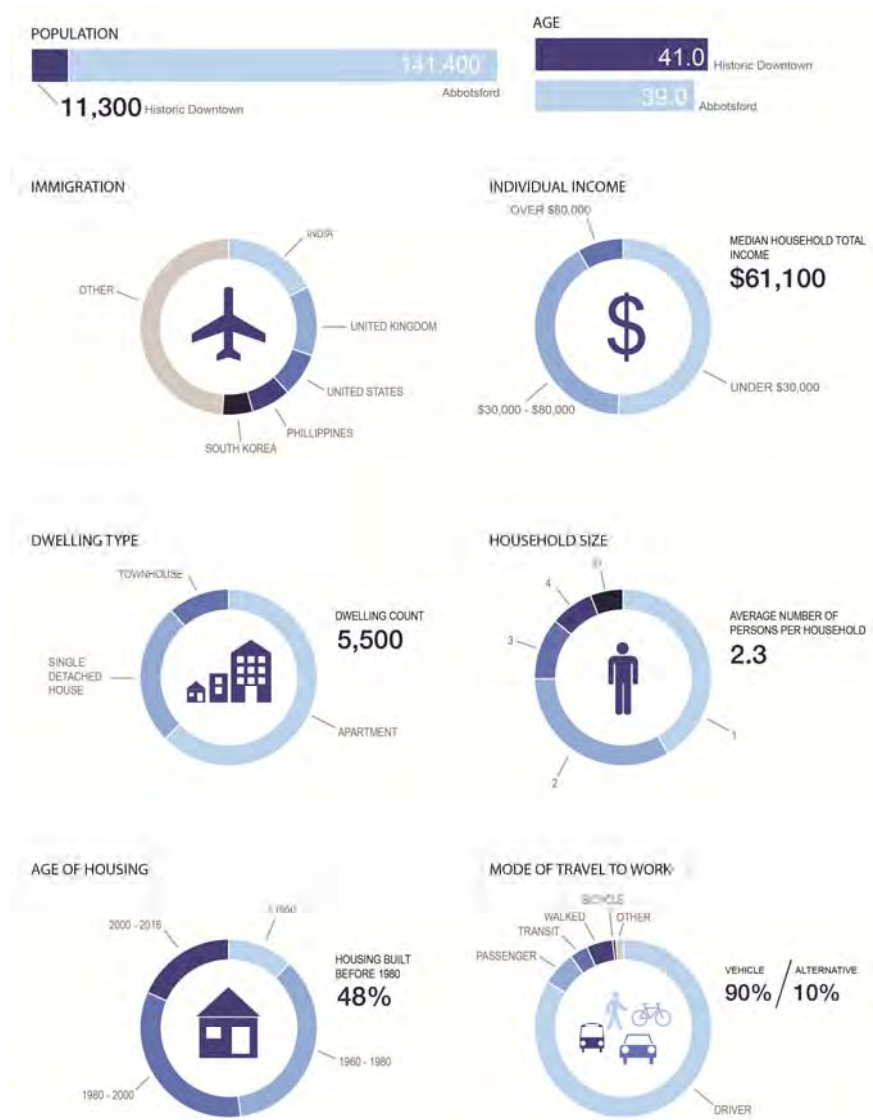 POPULATION
141,400
Abbotsford
11,300 Historic Downtown
AGE
41.0 Historic Downtown
39.0 Abbotsford
IMMIGRATION
INDIA
OTHER
UNITED KINGDOM
UNITED STATES
PHILLIPPINES
SOUTH KOREA
INDIVIDUAL INCOME
OVER $80,000
MEDIAN HOUSEHOLD TOTAL
INCOME
$61,100
UNDER $30,000
$30,000 - $80,000
DWELLING TYPE
TOWNHOUSE
DWELLING COUNT
5,500
SINGLE
DETACHED
HOUSE
APARTMENT
HOUSEHOLD SIZE
4
3
AVERAGE NUMBER OF
PERSONS PER HOUSEHOLD
2.3
1
2
AGE OF HOUSING
2000 - 2016
HOUSING BUILT
BEFORE 1980
48%
1960 - 1980
1980 - 2000
MODE OF TRAVEL TO WORK
BICYCLE
WALKED
OTHER
TRANSIT
PASSENGER
VEHICLE
90% / 
ALTERNATIVE
10%
DRIVER